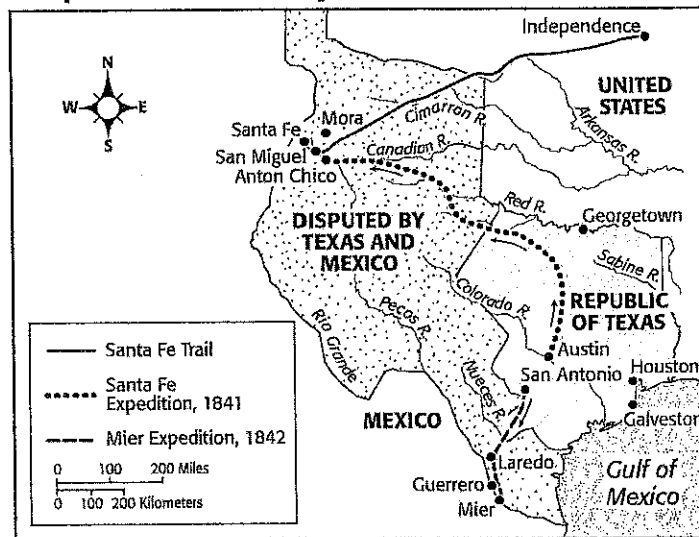 Independence
N
W E
S
UNITED
STATES
Arkansas R.
Cimarron R.
Mora
Santa Fe
Canadian R.
San Miguel
Anton Chico
Red R.
Georgetown
DISPUTED BY
TEXAS AND
MEXICO
Sabine R.
Colorado R.
REPUBLIC
OF TEXAS
Pecos R.
Rio Grande
Austin
Houston
San Antonio
Nueces R.
Galveston
MEXICO
Laredo
Gulf of
Mexico
Guerrero
Mier
Santa Fe Trail
Santa Fe
Expedition, 1841
Mier Expedition, 1842
0 100 200 Miles
0 100 200 Kilometers